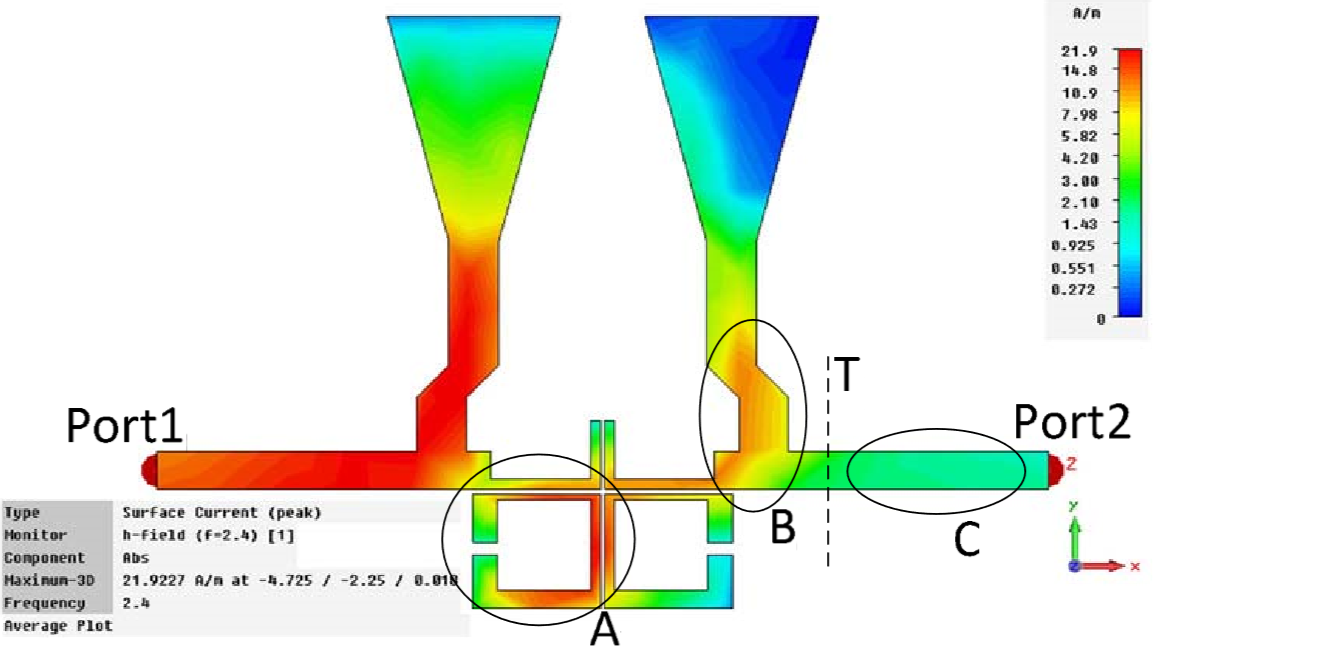 A/m
21.9
14.8
10.9
7.98
5.82
4.20
3.00
2.10
1.43
0.925
0.551
0.272
0
T
Port1
Port2
z
y
x
B
C
A
Type Surface Current (peak)
Monitor h-field (f=2.4) [1]
Component Abs
Maximum-3D 21.9227 A/m at -4.725 / -2.25 / 0.018
Frequency 2.4
Average Plot